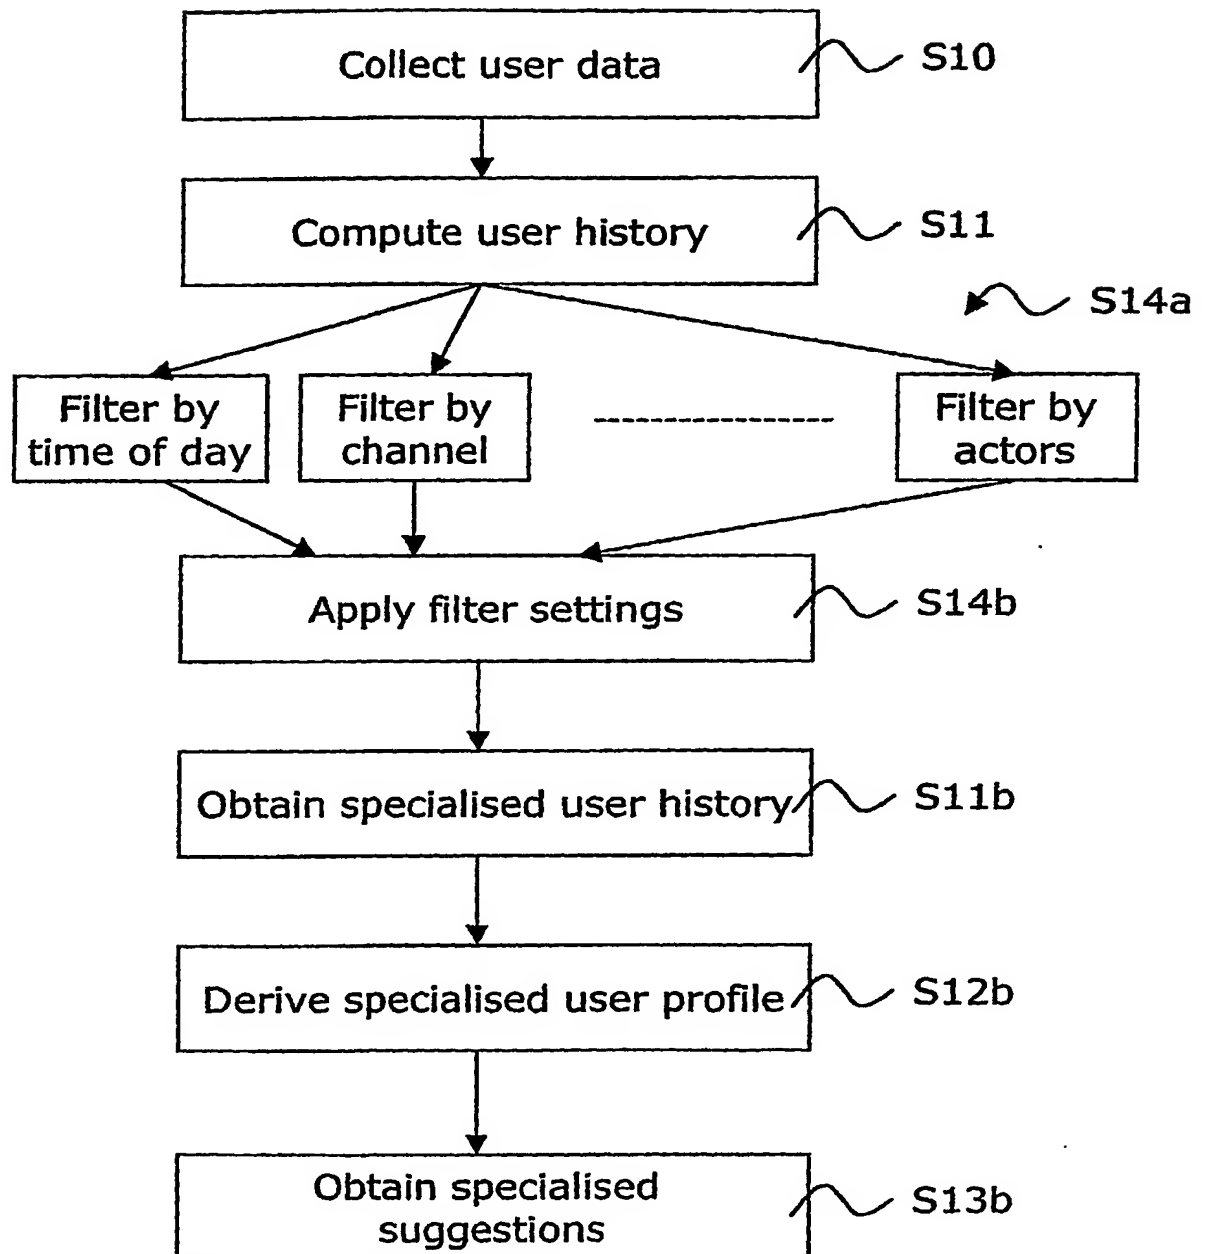 Collect user data
S10
Compute user history
S11
S14a
Filter by
time of day
Filter by
channel
Filter by
actors
Apply filter settings
S14b
Obtain specialised user history
S11b
Derive specialised user profile
S12b
Obtain specialised
suggestions
S13b